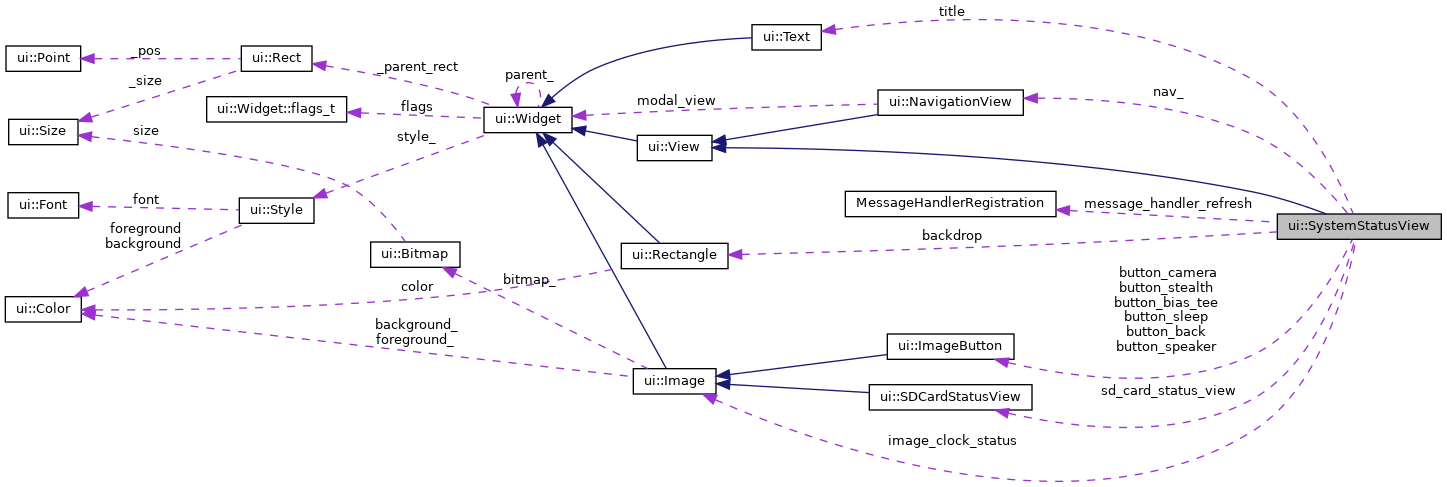 title
ui::Text
ui::Point
_pos
ui::Rect
_parent_rect
parent_
_size
ui::Widget::flags_t
flags
ui::Widget
modal_view
ui::NavigationView
nav_
ui::Size
size
style_
ui::View
ui::Font
font
ui::Style
MessageHandlerRegistration
message_handler_refresh
ui::SystemStatusView
foreground
background
ui::Bitmap
ui::Rectangle
backdrop
ui::Color
color
bitmap_
button_camera
button_stealth
button_bias_tee
button_sleep
button_back
button_speaker
background_
foreground_
ui::ImageButton
ui::Image
ui::SDCardStatusView
sd_card_status_view
image_clock_status